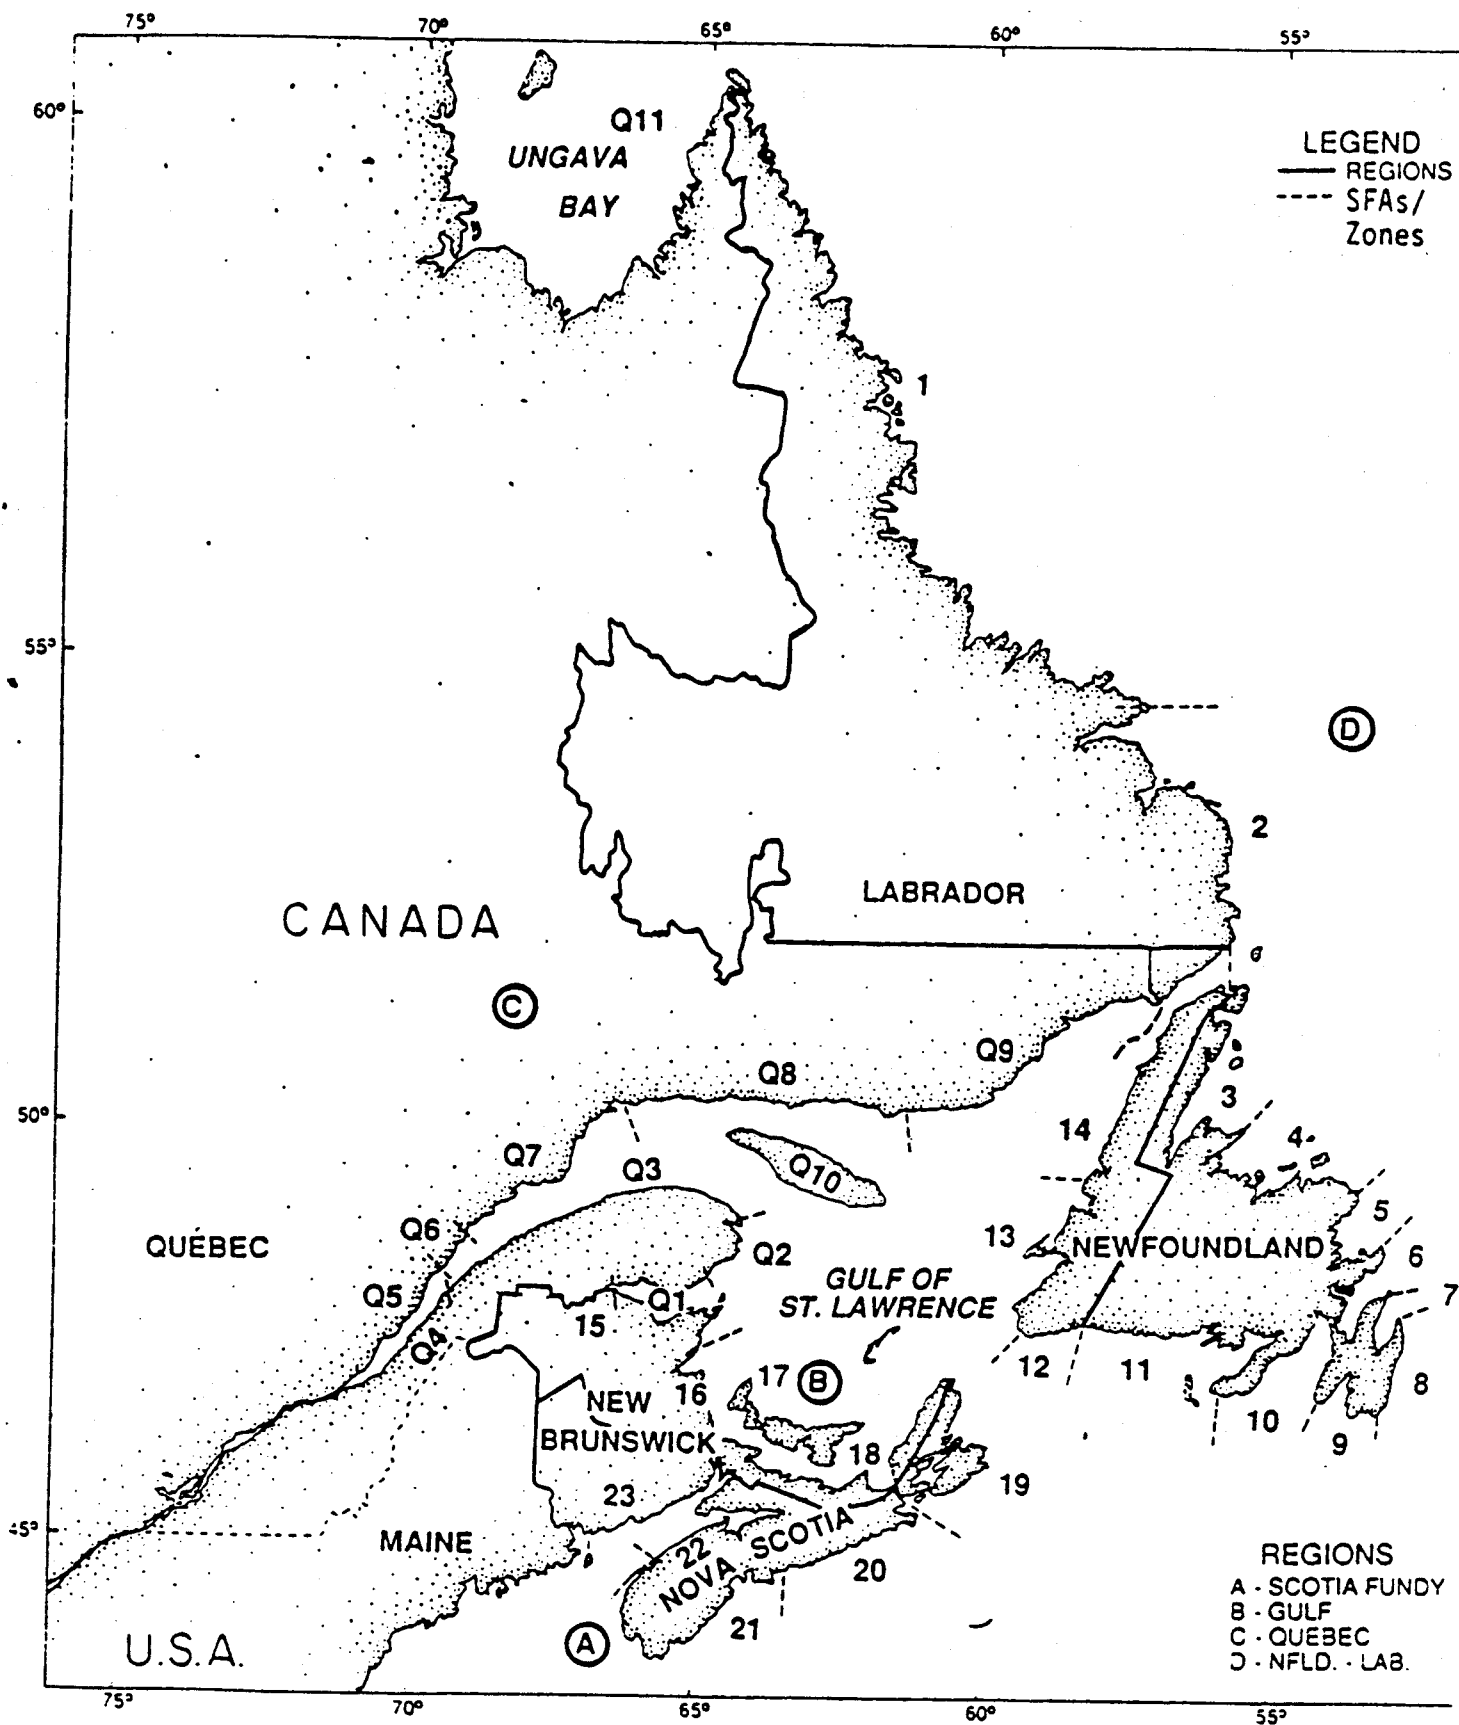 75° 70° 65° 60° 55°
60°
Q11
UNGAVA
BAY
LEGEND
REGIONS
SFAs/
Zones
1
55°
D
2
LABRADOR
CANADA
C
Q9
Q8
50°
3
14
4
Q7
Q3
Q10
5
Q6
QUÉBEC
Q2
13
NEWFOUNDLAND
6
GULF OF
ST. LAWRENCE
7
Q5
Q1
15
Q4
12
11
8
17
B
16
NEW
BRUNSWICK
10
9
18
19
23
45°
MAINE
22
NOVA SCOTIA
20
21
A
U.S.A.
REGIONS
A - SCOTIA FUNDY
B - GULF
C - QUEBEC
D - NFLD. - LAB.
75° 70° 65° 60° 55°